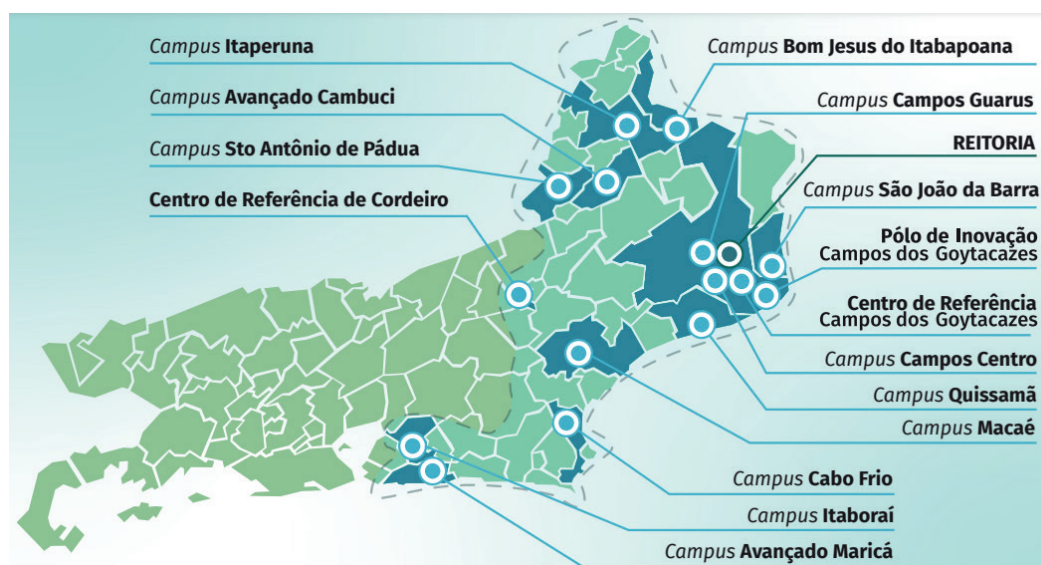 Campus Itaperuna
Campus Avançado Cambuci
Campus Sto Antônio de Pádua
Centro de Referência de Cordeiro
Campus Bom Jesus do Itabapoana
Campus Campos Guarus
REITORIA
Campus São João da Barra
Pólo de Inovação
Campos dos Goytacazes
Centro de Referência
Campos dos Goytacazes
Campus Campos Centro
Campus Quissamã
Campus Macaé
Campus Cabo Frio
Campus Itaboraí
Campus Avançado Maricá